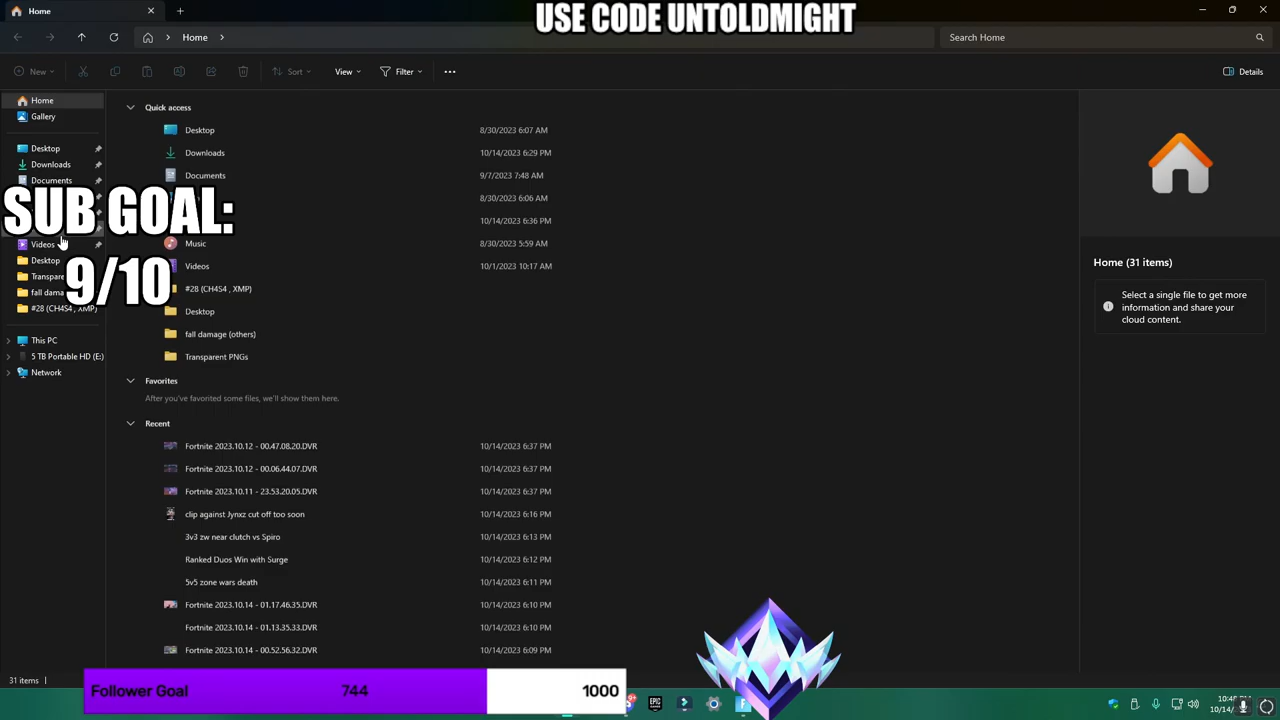 Home
USE CODE UNTOLDMIGHT
Home
Search Home
New
Sort
View
Filter
Details
Home
Gallery
Desktop
Downloads
Documents
SUB GOAL:
Videos
Desktop
Transpare
9/10
fall dama
#28 (CH4S4 , XMP)
This PC
5 TB Portable HD (E:)
Network
Quick access
Desktop 8/30/2023 6:07 AM
Downloads 10/14/2023 6:29 PM
Documents 9/7/2023 7:48 AM
8/30/2023 6:06 AM
10/14/2023 6:36 PM
Music 8/30/2023 5:59 AM
Videos 10/1/2023 10:17 AM
#28 (CH4S4 , XMP)
Desktop
fall damage (others)
Transparent PNGs
Favorites
After you've favorited some files, we'll show them here.
Recent
Fortnite 2023.10.12 - 00.47.08.20.DVR 10/14/2023 6:37 PM
Fortnite 2023.10.12 - 00.06.44.07.DVR 10/14/2023 6:37 PM
Fortnite 2023.10.11 - 23.53.20.05.DVR 10/14/2023 6:37 PM
clip against Jynxz cut off too soon 10/14/2023 6:16 PM
3v3 zw near clutch vs Spiro 10/14/2023 6:13 PM
Ranked Duos Win with Surge 10/14/2023 6:12 PM
5v5 zone wars death 10/14/2023 6:11 PM
Fortnite 2023.10.14 - 01.17.46.35.DVR 10/14/2023 6:10 PM
Fortnite 2023.10.14 - 01.13.35.33.DVR 10/14/2023 6:10 PM
Fortnite 2023.10.14 - 00.52.56.32.DVR 10/14/2023 6:09 PM
Home (31 items)
Select a single file to get more
information and share your
cloud content.
31 items
Follower Goal 744 1000
EPIC